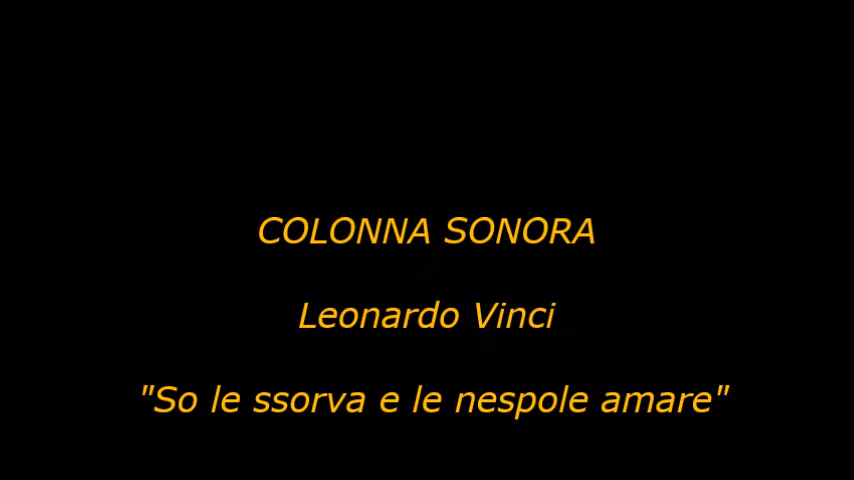 COLONNA SONORA
Leonardo Vinci
"So le ssorva e le nespole amare"